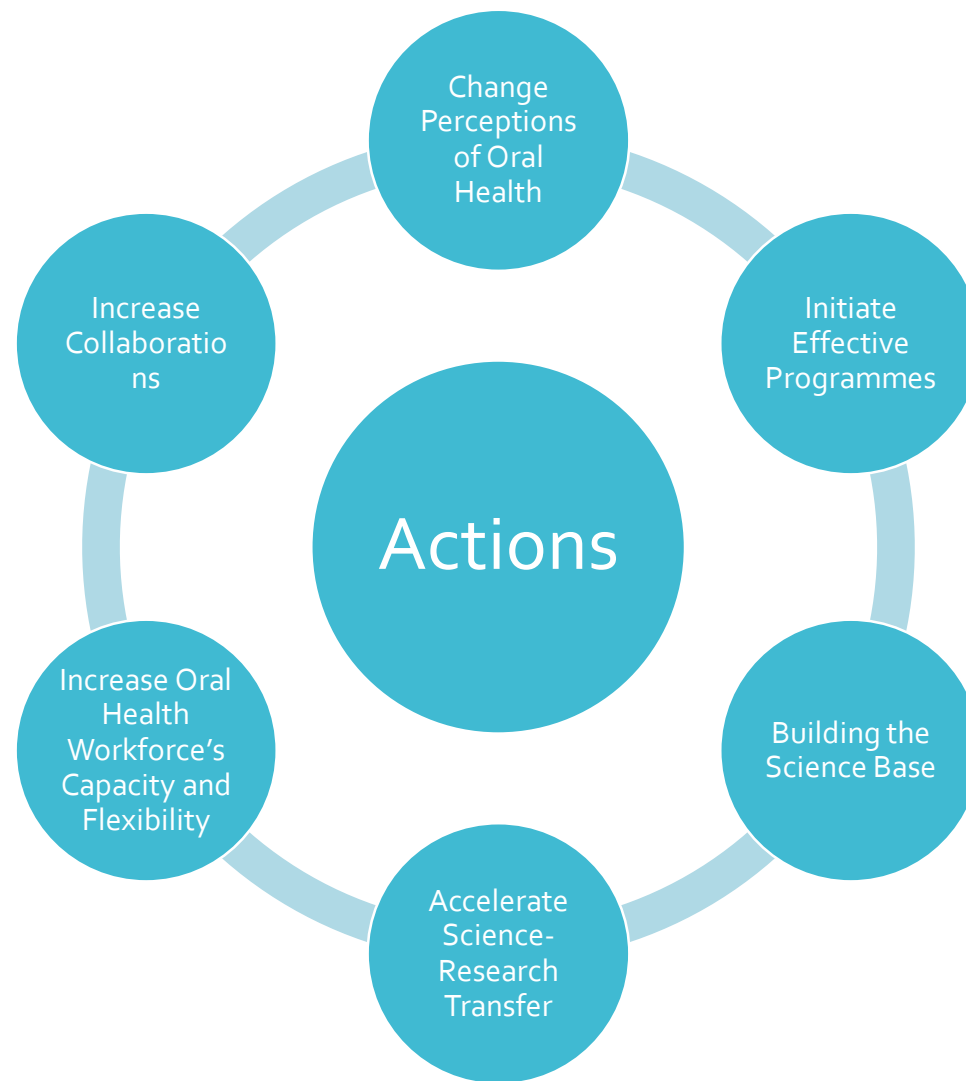 Change
Perceptions
of Oral
Health
Initiate
Effective
Programmes
Building the
Science Base
Accelerate
Science-
Research
Transfer
Increase Oral
Health
Workforce’s
Capacity and
Flexibility
Increase
Collaboratio
ns
Actions